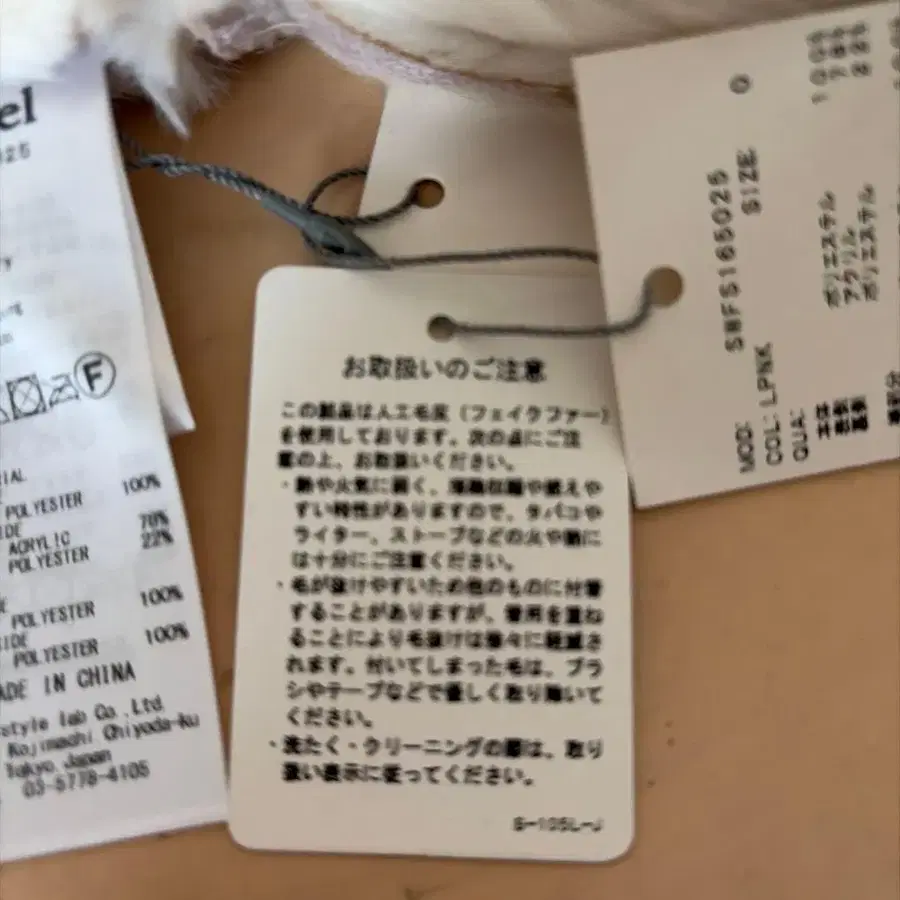 el
025
F
IAL
POLYESTER 100%
IDE
ACRYLIC 78%
POLYESTER 22%
POLYESTER 100%
IDE
POLYESTER 100%
ADE IN CHINA
style lab Co.,Ltd.
Kojimachi Chiyoda-ku
Tokyo Japan
03-5778-4105
お取扱いのご注意
この製品は人工毛皮(フェイクファー)
を使用しております。次の点にご注
意の上、お取扱いください。
・熱や火気に弱く、
すい特性がありますので、タバコや
ライター、ストーブなどの火や熱に
は十分にご注意ください。
・毛が抜けやすいため他のものに付着
することがありますが、着用を重ね
ることにより毛抜けは徐々に軽減さ
れます。付いてしまった毛は、ブラ
シやテープなどで優しく取り除いて
ください。
・洗たく・クリーニングの際は、取り
扱い表示に従ってください。
S-105L-J
MOD: SWFS165025
COL: LPNK SIZE 0
QUA:
本体 ポリエステル 100%
アクリル 78%
ポリエステル 22%